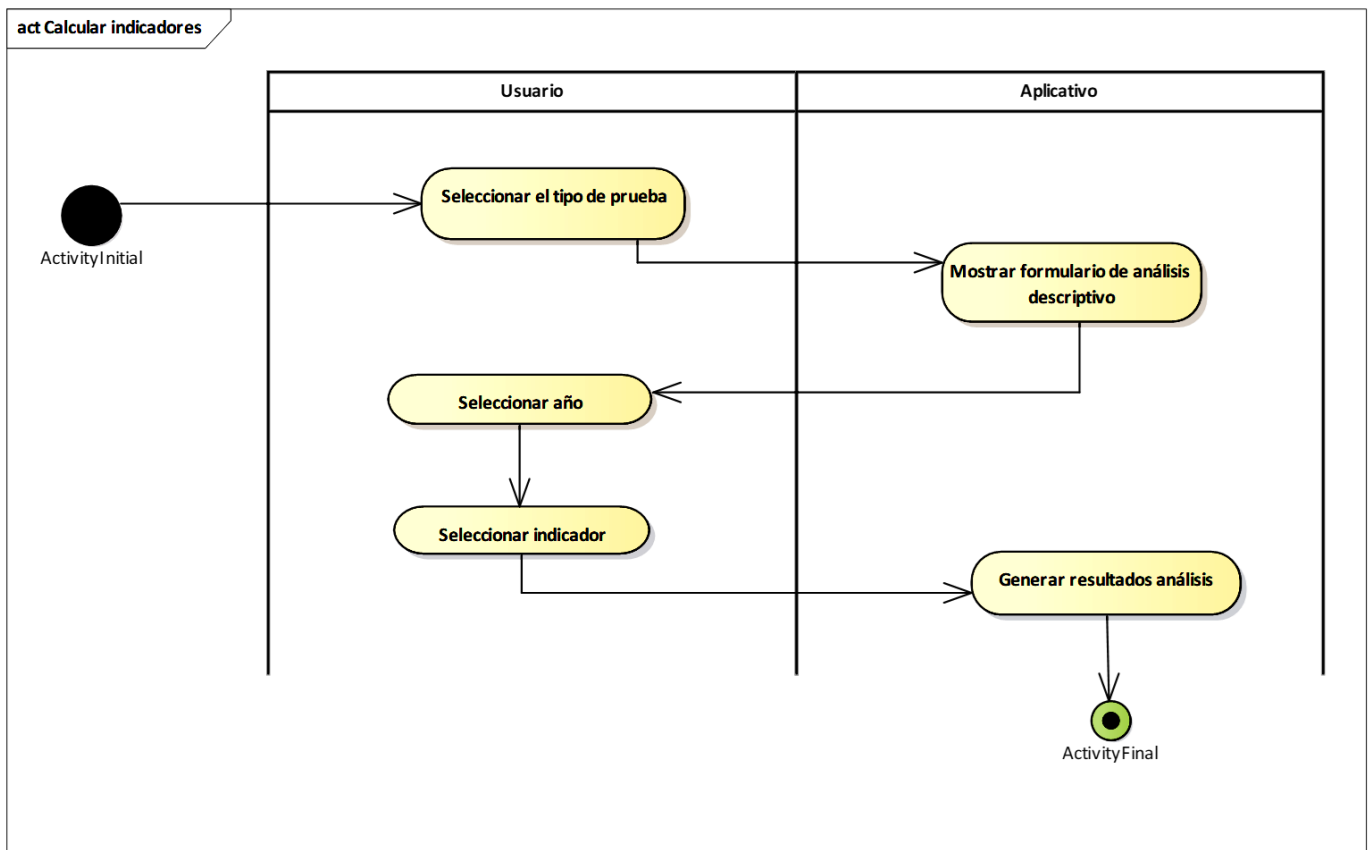 act Calcular indicadores
Usuario
Aplicativo
Seleccionar el tipo de prueba
ActivityInitial
Mostrar formulario de análisis
descriptivo
Seleccionar año
Seleccionar indicador
Generar resultados análisis
ActivityFinal